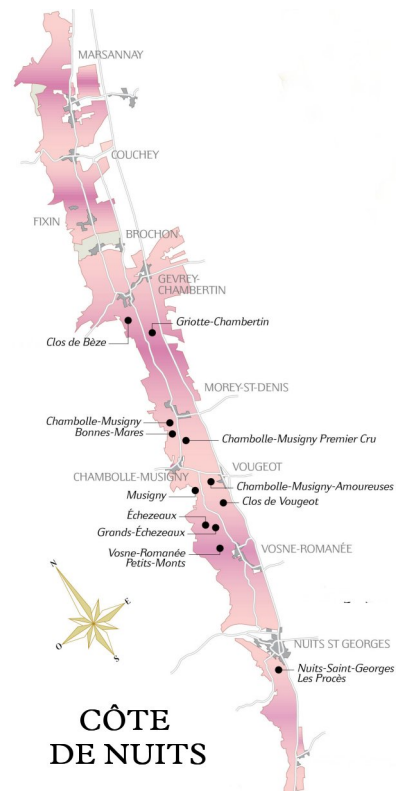 MARSANNAY
COUCHEY
FIXIN
BROCHON
GEVREY-
CHAMBERTIN
Griotte-Chambertin
Clos de Bèze
MOREY-ST-DENIS
Chambolle-Musigny
Bonnes-Mares
Chambolle-Musigny Premier Cru
CHAMBOLLE-MUSIGNY
VOUGEOT
Chambolle-Musigny-Amoureuses
Musigny
Clos de Vougeot
Échezeaux
Grands-Échezeaux
Vosne-Romanée
Petits-Monts
VOSNE-ROMANÉE
N
E
O
S
NUITS ST GEORGES
Nuits-Saint-Georges
Les Procès
CÔTE
DE NUITS